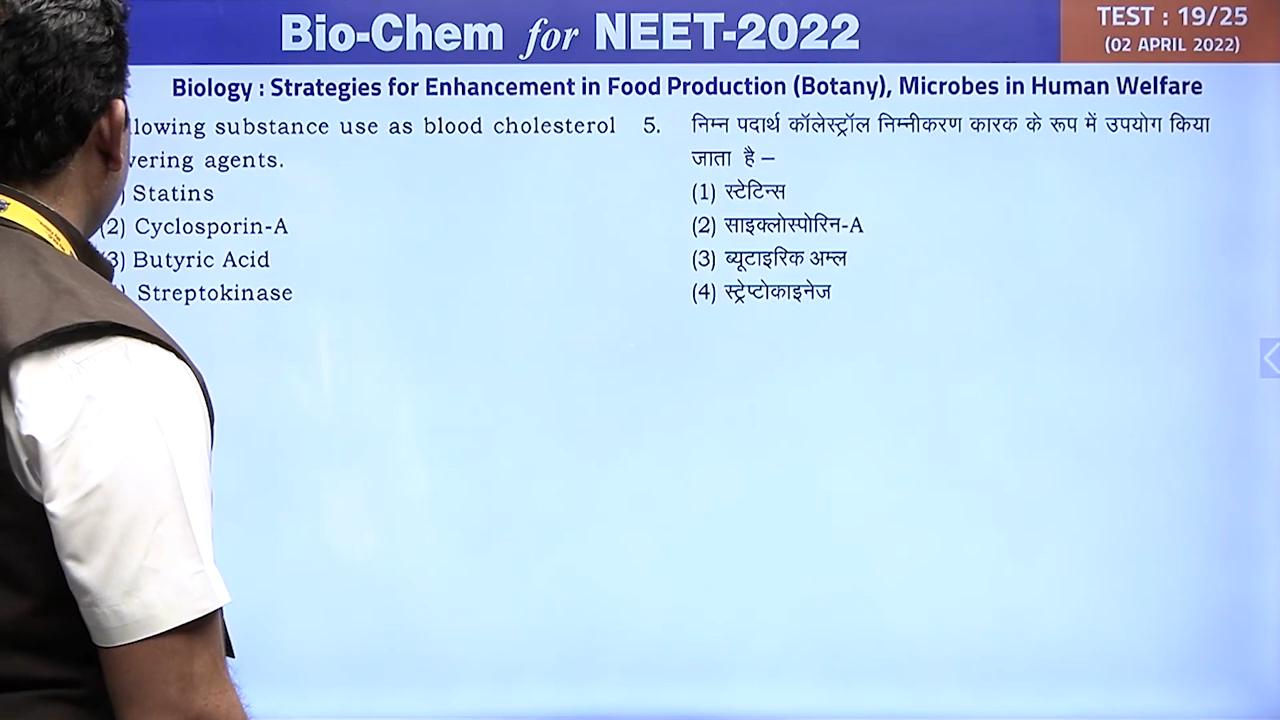 Bio-Chem for NEET-2022
TEST : 19/25
(02 APRIL 2022)
Biology : Strategies for Enhancement in Food Production (Botany), Microbes in Human Welfare
substance use as blood cholesterol
agents.
Statins
(2) Cyclosporin-A
3) Butyric Acid
Streptokinase
5. निम्न पदार्थ कॉलेस्ट्रॉल निम्नीकरण कारक के रूप में उपयोग किया
जाता है –
(1) स्टेटिन्स
(2) साइक्लोस्पोरिन-A
(3) ब्यूटाइरिक अम्ल
(4) स्ट्रेप्टोकाइनेज